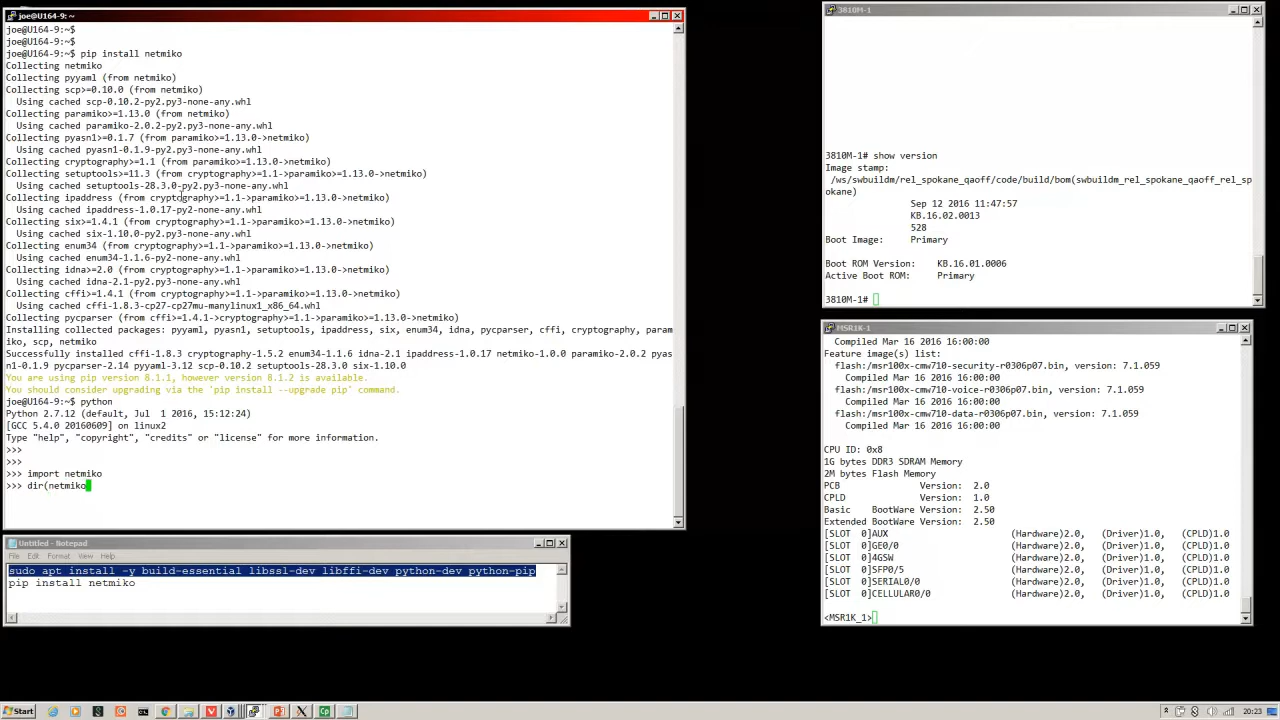 joe@U164-9: ~
joe@U164-9:~$
joe@U164-9:~$
joe@U164-9:~$ pip install netmiko
Collecting netmiko
Collecting pyyaml (from netmiko)
Collecting scp>=0.10.0 (from netmiko)
  Using cached scp-0.10.2-py2.py3-none-any.whl
Collecting paramiko>=1.13.0 (from netmiko)
  Using cached paramiko-2.0.2-py2.py3-none-any.whl
Collecting pyasn1>=0.1.7 (from paramiko>=1.13.0->netmiko)
  Using cached pyasn1-0.1.9-py2.py3-none-any.whl
Collecting cryptography>=1.1 (from paramiko>=1.13.0->netmiko)
Collecting setuptools>=11.3 (from cryptography>=1.1->paramiko>=1.13.0->netmiko)
  Using cached setuptools-28.3.0-py2.py3-none-any.whl
Collecting ipaddress (from cryptography>=1.1->paramiko>=1.13.0->netmiko)
  Using cached ipaddress-1.0.17-py2-none-any.whl
Collecting six>=1.4.1 (from cryptography>=1.1->paramiko>=1.13.0->netmiko)
  Using cached six-1.10.0-py2.py3-none-any.whl
Collecting enum34 (from cryptography>=1.1->paramiko>=1.13.0->netmiko)
  Using cached enum34-1.1.6-py2-none-any.whl
Collecting idna>=2.0 (from cryptography>=1.1->paramiko>=1.13.0->netmiko)
  Using cached idna-2.1-py2.py3-none-any.whl
Collecting cffi>=1.4.1 (from cryptography>=1.1->paramiko>=1.13.0->netmiko)
  Using cached cffi-1.8.3-cp27-cp27mu-manylinux1_x86_64.whl
Collecting pycparser (from cffi>=1.4.1->cryptography>=1.1->paramiko>=1.13.0->netmiko)
Installing collected packages: pyyaml, pyasn1, setuptools, ipaddress, six, enum34, idna, pycparser, cffi, cryptography, param
iko, scp, netmiko
Successfully installed cffi-1.8.3 cryptography-1.5.2 enum34-1.1.6 idna-2.1 ipaddress-1.0.17 netmiko-1.0.0 paramiko-2.0.2 pyas
n1-0.1.9 pycparser-2.14 pyyaml-3.12 scp-0.10.2 setuptools-28.3.0 six-1.10.0
You are using pip version 8.1.1, however version 8.1.2 is available.
You should consider upgrading via the 'pip install --upgrade pip' command.
joe@U164-9:~$ python
Python 2.7.12 (default, Jul  1 2016, 15:12:24)
[GCC 5.4.0 20160609] on linux2
Type "help", "copyright", "credits" or "license" for more information.
>>>
>>>
>>> import netmiko
>>> dir(netmiko
Untitled - Notepad
File Edit Format View Help
sudo apt install -y build-essential libssl-dev libffi-dev python-dev python-pip
pip install netmiko
3810M-1
3810M-1# show version
Image stamp:
 /ws/swbuildm/rel_spokane_qaoff/code/build/bom(swbuildm_rel_spokane_qaoff_rel_sp
okane)
Sep 12 2016 11:47:57
KB.16.02.0013
528
Boot Image:     Primary
Boot ROM Version:    KB.16.01.0006
Active Boot ROM:     Primary
3810M-1#
MSR1K-1
Compiled Mar 16 2016 16:00:00
Feature image(s) list:
  flash:/msr100x-cmw710-security-r0306p07.bin, version: 7.1.059
    Compiled Mar 16 2016 16:00:00
  flash:/msr100x-cmw710-voice-r0306p07.bin, version: 7.1.059
    Compiled Mar 16 2016 16:00:00
  flash:/msr100x-cmw710-data-r0306p07.bin, version: 7.1.059
    Compiled Mar 16 2016 16:00:00
CPU ID: 0x8
1G bytes DDR3 SDRAM Memory
2M bytes Flash Memory
PCB               Version:  2.0
CPLD              Version:  1.0
Basic    BootWare Version:  2.50
Extended BootWare Version:  2.50
[SLOT  0]AUX                   (Hardware)2.0,   (Driver)1.0,   (CPLD)1.0
[SLOT  0]GE0/0                 (Hardware)2.0,   (Driver)1.0,   (CPLD)1.0
[SLOT  0]4GSW                  (Hardware)2.0,   (Driver)1.0,   (CPLD)1.0
[SLOT  0]SFP0/5                (Hardware)2.0,   (Driver)1.0,   (CPLD)1.0
[SLOT  0]SERIAL0/0             (Hardware)2.0,   (Driver)1.0,   (CPLD)1.0
[SLOT  0]CELLULAR0/0           (Hardware)2.0,   (Driver)1.0,   (CPLD)1.0
<MSR1K_1>
Start
20:23